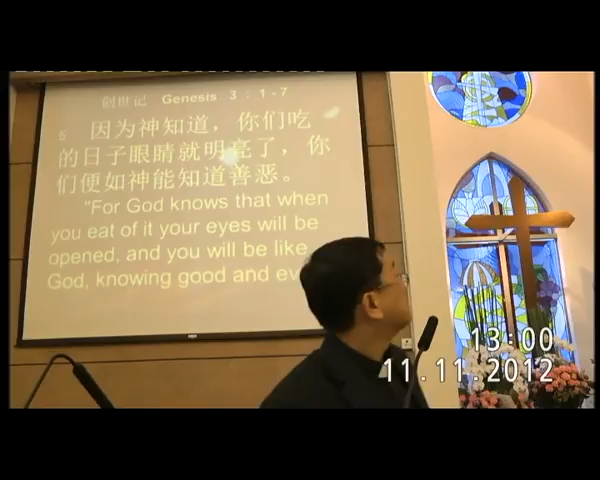 创世记 Genesis 3 : 1 - 7
5 因为神知道，你们吃
的日子眼睛就明亮了，你
们便如神能知道善恶。
"For God knows that when
you eat of it your eyes will be
opened, and you will be like
God, knowing good and
13:00
11.11.2012